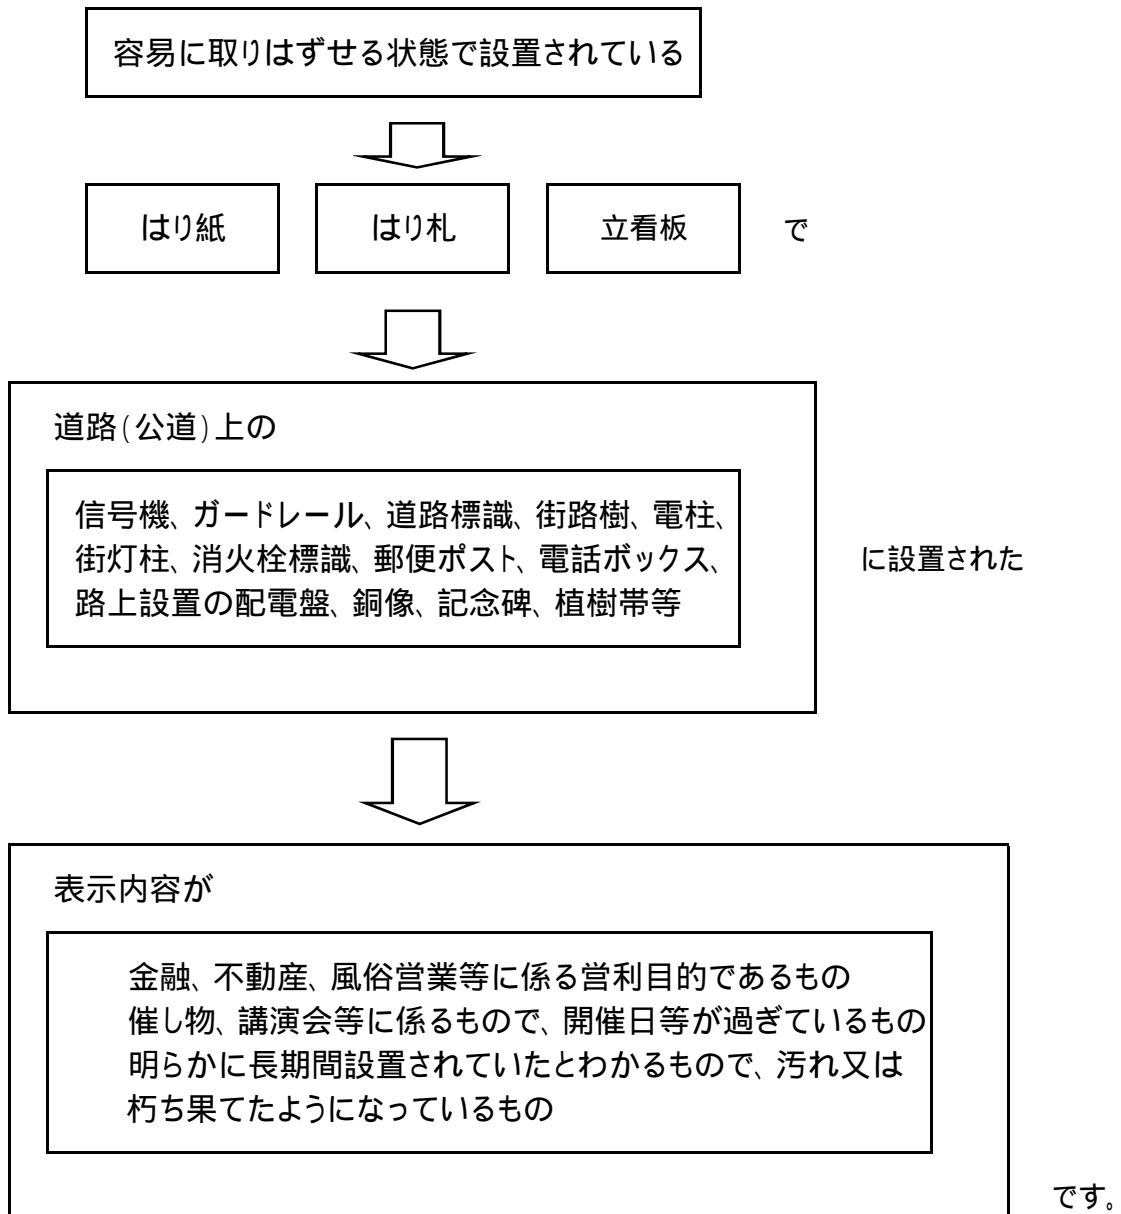 容易に取りはずせる状態で設置されている
はり紙 はり札 立看板 で
道路(公道)上の
信号機、ガードレール、道路標識、街路樹、電柱、
街灯柱、消火栓標識、郵便ポスト、電話ボックス、
路上設置の配電盤、銅像、記念碑、植樹帯等
に設置された
表示内容が
金融、不動産、風俗営業等に係る営利目的であるもの
催し物、講演会等に係るもので、開催日等が過ぎているもの
明らかに長期間設置されていたとわかるもので、汚れ又は
朽ち果てたようになっているもの
です。